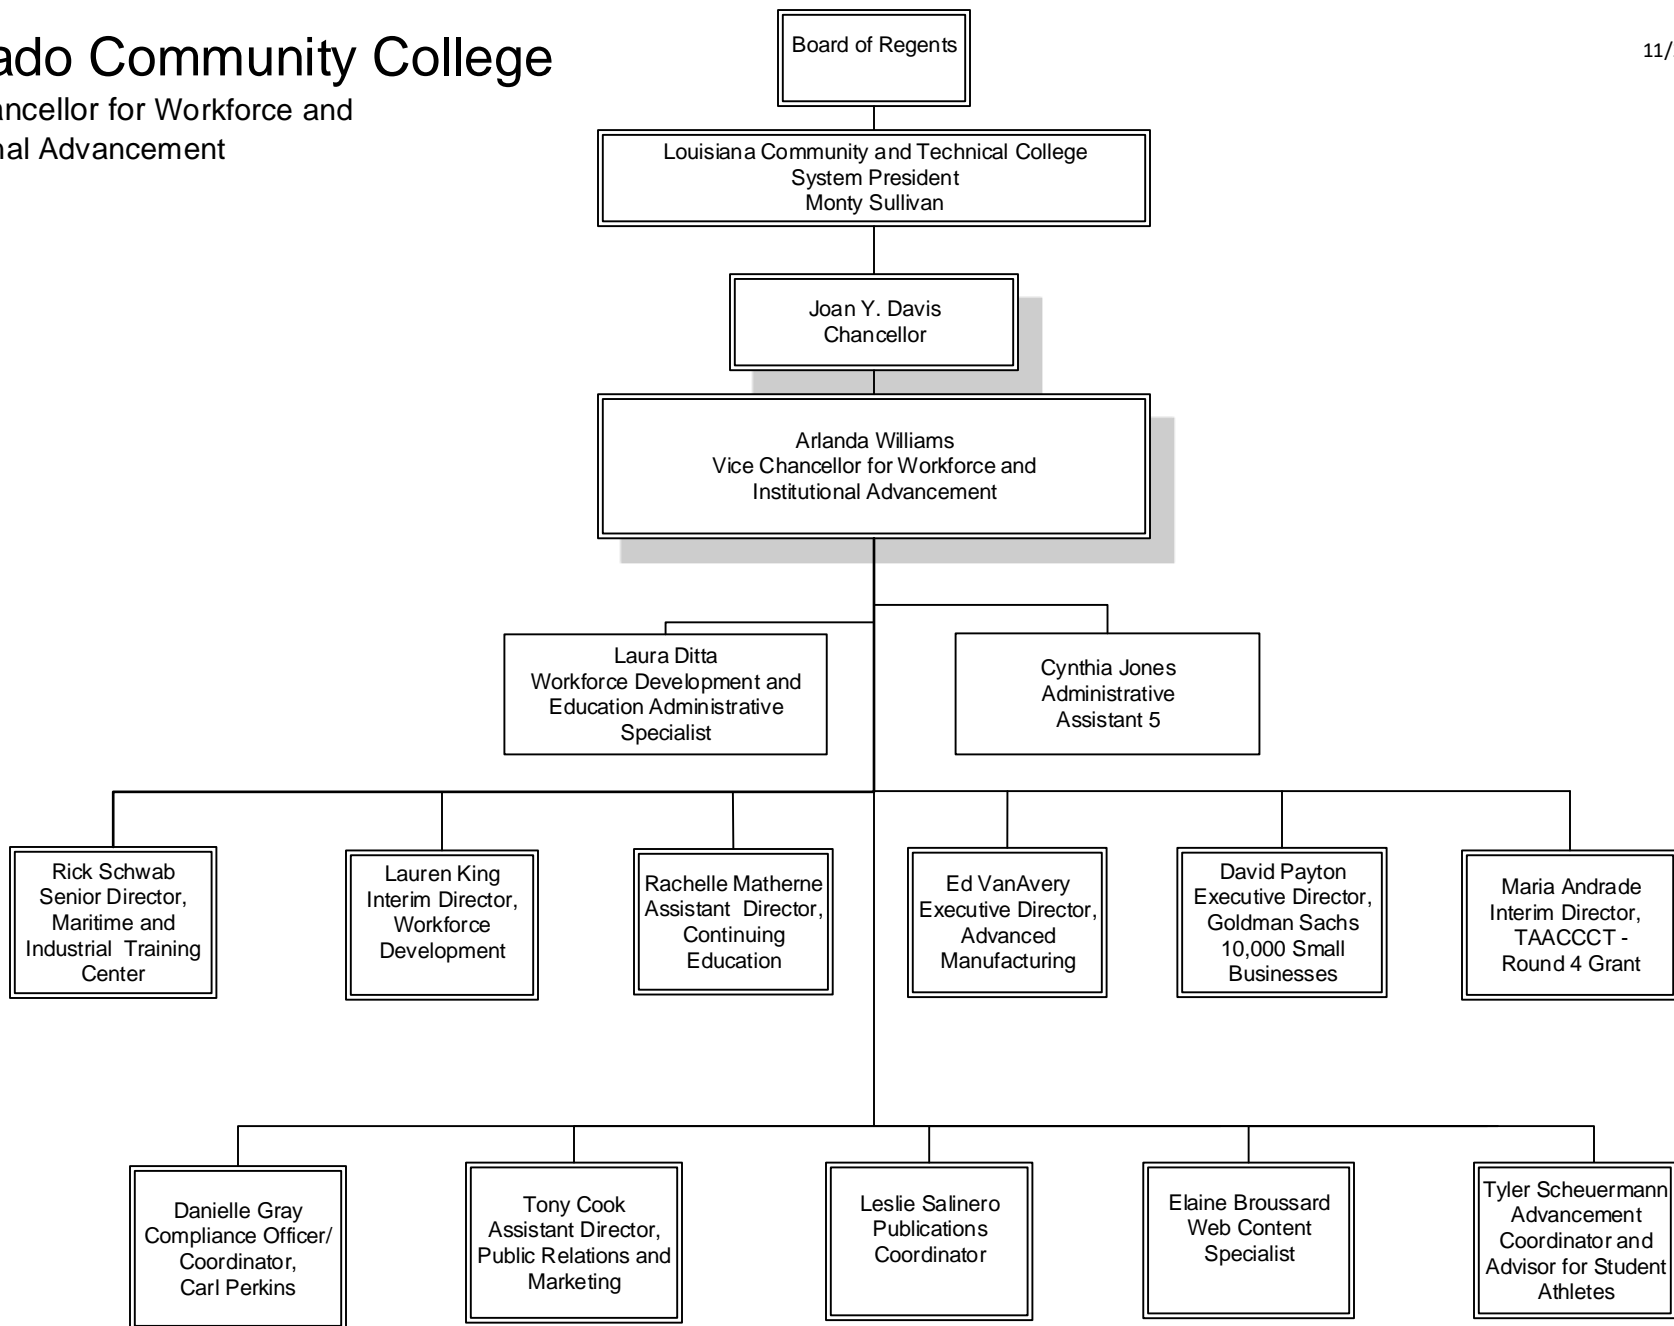 Community College
for Workforce and
Advancement
11/
Board of Regents
Louisiana Community and Technical College
System President
Monty Sullivan
Joan Y. Davis
Chancellor
Arlanda Williams
Vice Chancellor for Workforce and
Institutional Advancement
Laura Ditta
Workforce Development and
Education Administrative
Specialist
Cynthia Jones
Administrative
Assistant 5
Rick Schwab
Senior Director,
Maritime and
Industrial Training
Center
Lauren King
Interim Director,
Workforce
Development
Rachelle Matherne
Assistant Director,
Continuing
Education
Ed VanAvery
Executive Director,
Advanced
Manufacturing
David Payton
Executive Director,
Goldman Sachs
10,000 Small
Businesses
Maria Andrade
Interim Director,
TAACCCT -
Round 4 Grant
Danielle Gray
Compliance Officer/
Coordinator,
Carl Perkins
Tony Cook
Assistant Director,
Public Relations and
Marketing
Leslie Salinero
Publications
Coordinator
Elaine Broussard
Web Content
Specialist
Tyler Scheuermann
Advancement
Coordinator and
Advisor for Student
Athletes